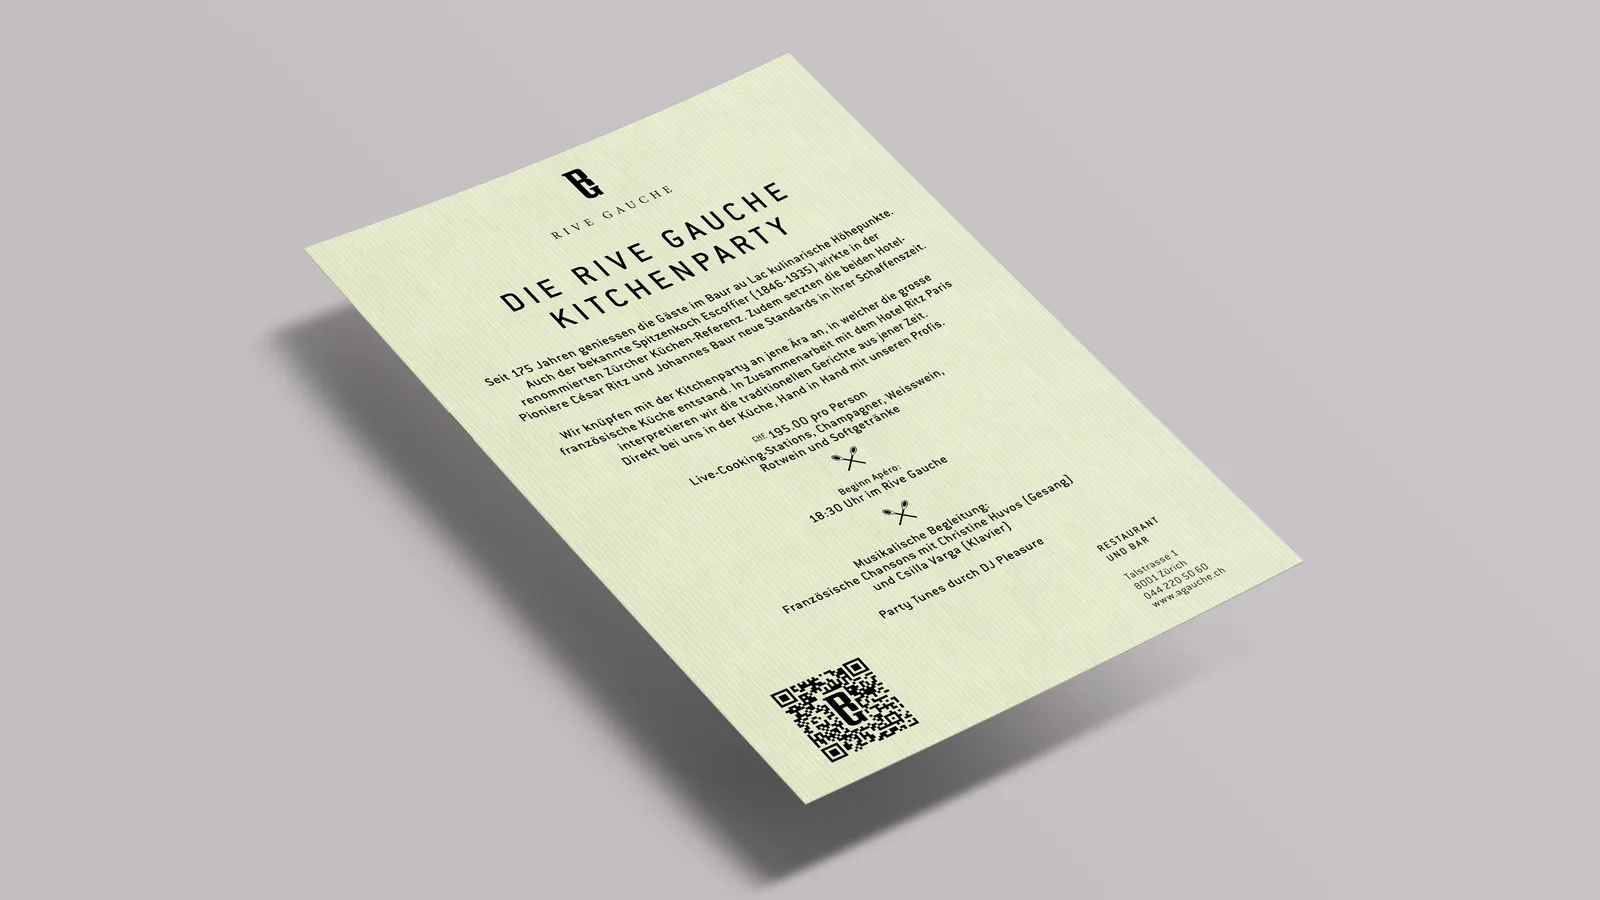 RIVE GAUCHE
DIE RIVE GAUCHE
KITCHENPARTY
Seit 175 Jahren geniessen die Gäste im Baur au Lac kulinarische Höhepunkte.
Auch der bekannte Spitzenkoch Escoffier (1846-1935) wirkte in der
renommierten Zürcher Küchen-Referenz. Zudem setzten die beiden Hotel-
Pioniere César Ritz und Johannes Baur neue Standards in ihrer Schaffenszeit.
Wir knüpfen mit der Kitchenparty an jene Ära an, in welcher die grosse
französische Küche entstand. In Zusammenarbeit mit dem Hotel Ritz Paris
interpretieren wir die traditionellen Gerichte aus jener Zeit.
Direkt bei uns in der Küche, Hand in Hand mit unseren Profis.
CHF 195.00 pro Person
Live-Cooking-Stations, Champagner, Weisswein,
Rotwein und Softgetränke
Beginn Apéro:
18:30 Uhr im Rive Gauche
Musikalische Begleitung:
Französische Chansons mit Christine Huvos (Gesang)
und Csilla Varga (Klavier)
Party Tunes durch DJ Pleasure
RESTAURANT
UND BAR
Talstrasse 1
8001 Zürich
044 220 50 60
www.agauche.ch